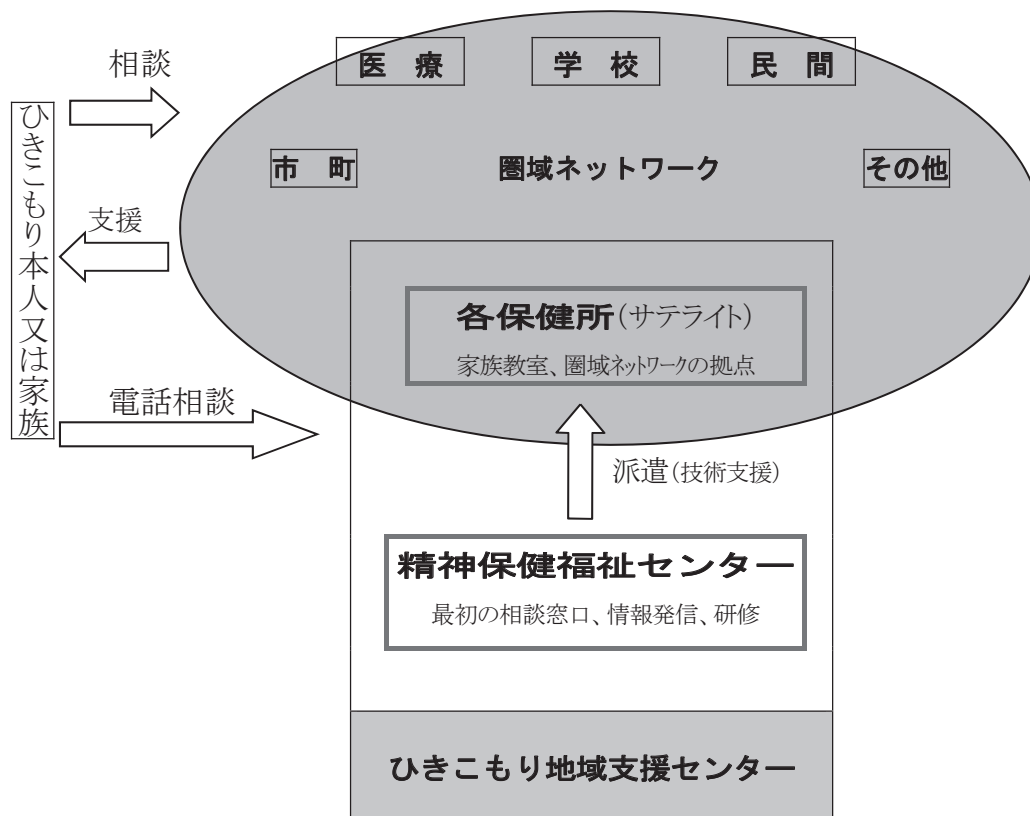 相談
医 療
学 校
民 間
ひきこもり本人又は家族
市 町
圏域ネットワーク
その他
支援
各保健所(サテライト)
家族教室、圏域ネットワークの拠点
電話相談
派遣(技術支援)
精神保健福祉センター
最初の相談窓口、情報発信、研修
ひきこもり地域支援センター